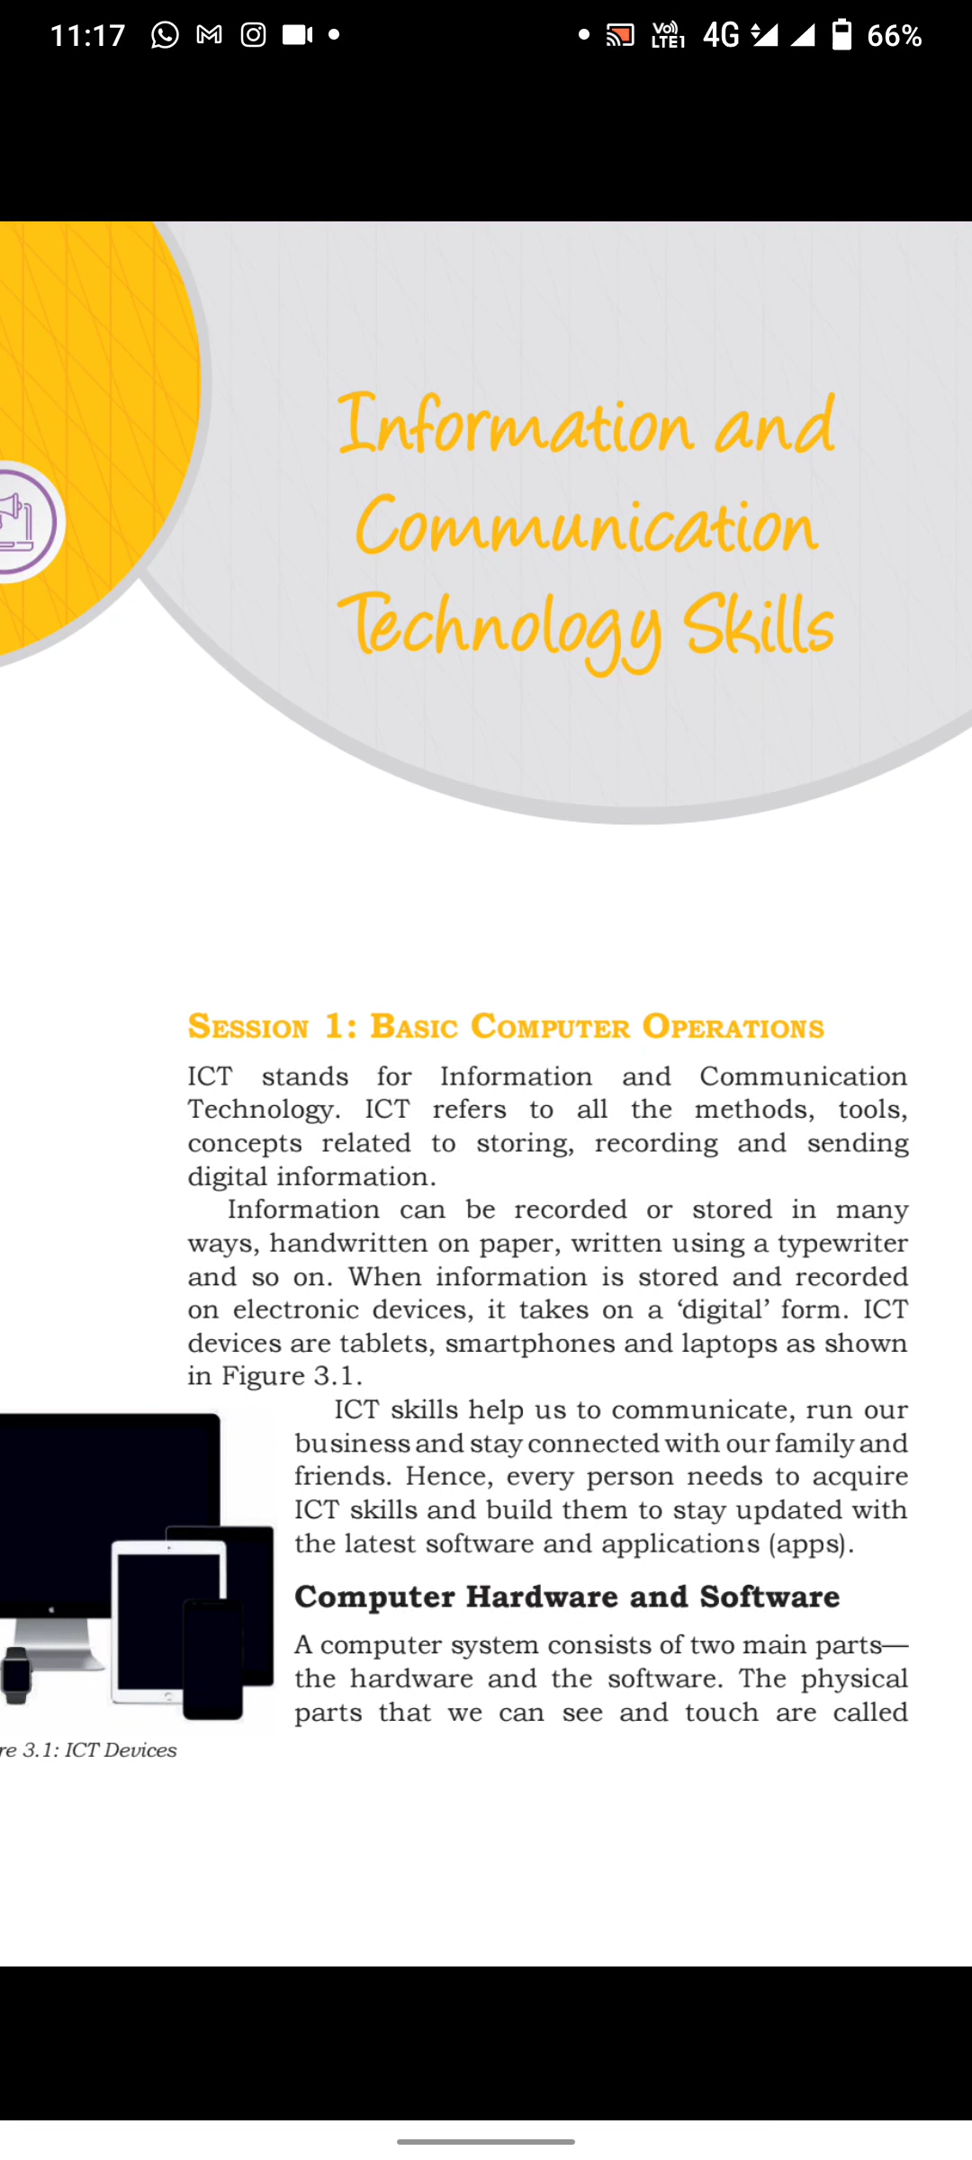 11:17
Vo))
LTE1
4G
66%
Information and
Communication
Technology Skills
SESSION 1: BASIC COMPUTER OPERATIONS
ICT stands for Information and Communication
Technology. ICT refers to all the methods, tools,
concepts related to storing, recording and sending
digital information.
Information can be recorded or stored in many
ways, handwritten on paper, written using a typewriter
and so on. When information is stored and recorded
on electronic devices, it takes on a ‘digital’ form. ICT
devices are tablets, smartphones and laptops as shown
in Figure 3.1.
ICT skills help us to communicate, run our
business and stay connected with our family and
friends. Hence, every person needs to acquire
ICT skills and build them to stay updated with
the latest software and applications (apps).
Computer Hardware and Software
A computer system consists of two main parts—
the hardware and the software. The physical
parts that we can see and touch are called
re 3.1: ICT Devices